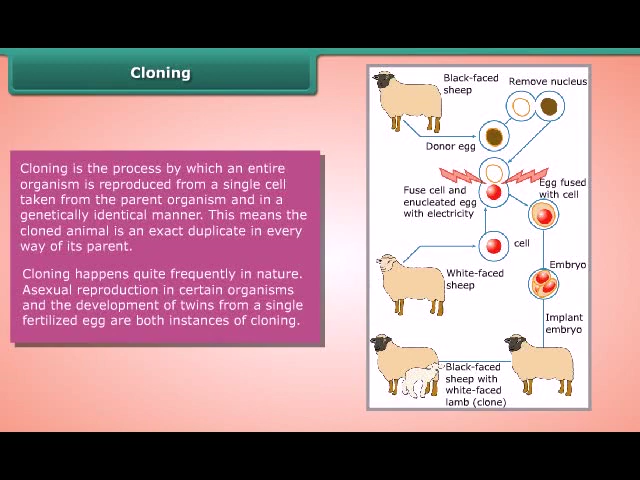 Cloning
Cloning is the process by which an entire
organism is reproduced from a single cell
taken from the parent organism and in a
genetically identical manner. This means the
cloned animal is an exact duplicate in every
way of its parent.
Cloning happens quite frequently in nature.
Asexual reproduction in certain organisms
and the development of twins from a single
fertilized egg are both instances of cloning.
Black-faced
sheep
Remove nucleus
Donor egg
Fuse cell and
enucleated egg
with electricity
Egg fused
with cell
cell
White-faced
sheep
Embryo
Implant
embryo
Black-faced
sheep with
white-faced
lamb (clone)